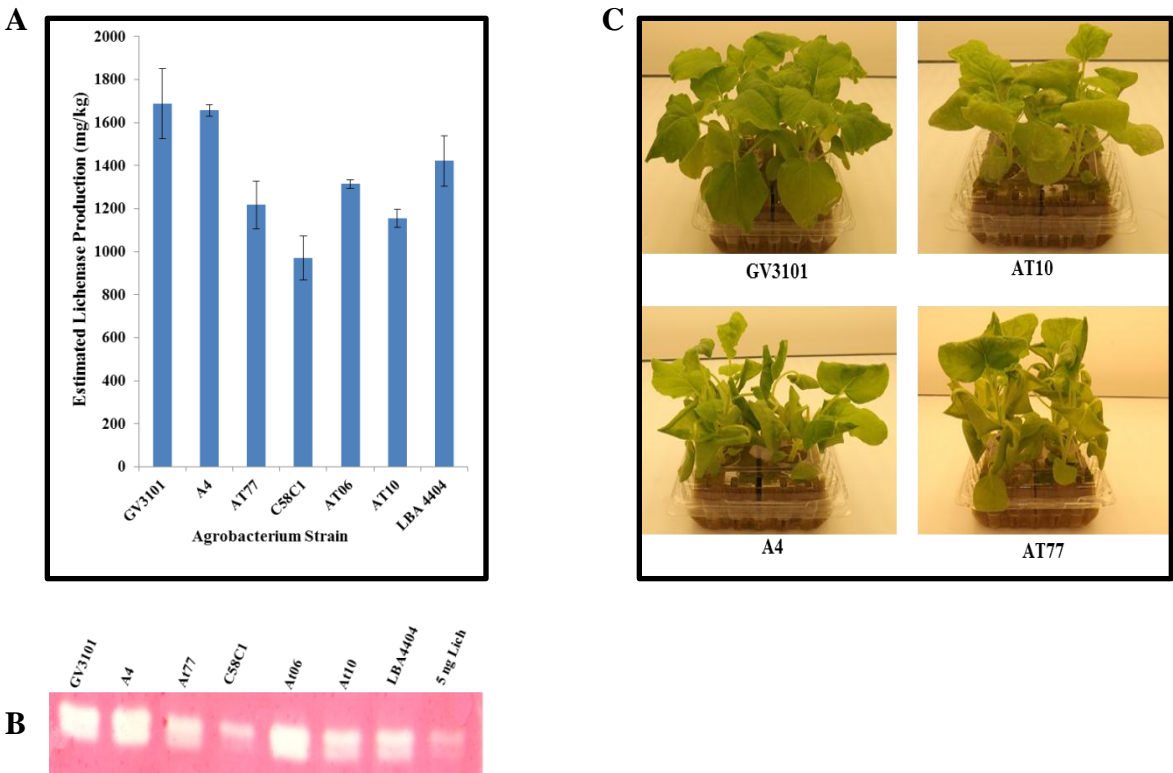 A
2000
1800
1600
1400
1200
1000
800
600
400
200
0
Estimated Lichenase Production (mg/kg)
GV3101
A4
AT77
C58C1
AT06
AT10
LBA 4404
Agrobacterium Strain
B
GV3101
A4
At77
C58C1
At06
At10
LBA4404
5 ng Lich
C
GV3101
AT10
A4
AT77